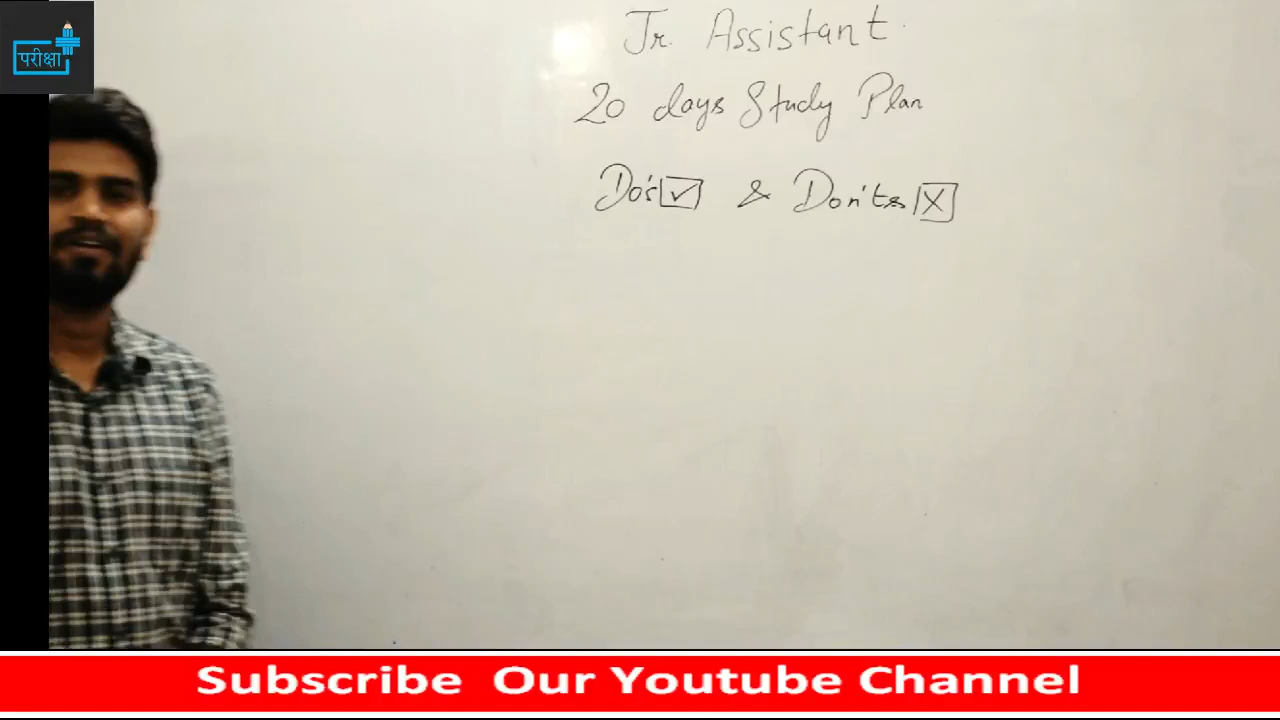 परीक्षा
Jr. Assistant.
20 days Study Plan
Do's ✓ & Don'ts X
Subscribe Our Youtube Channel